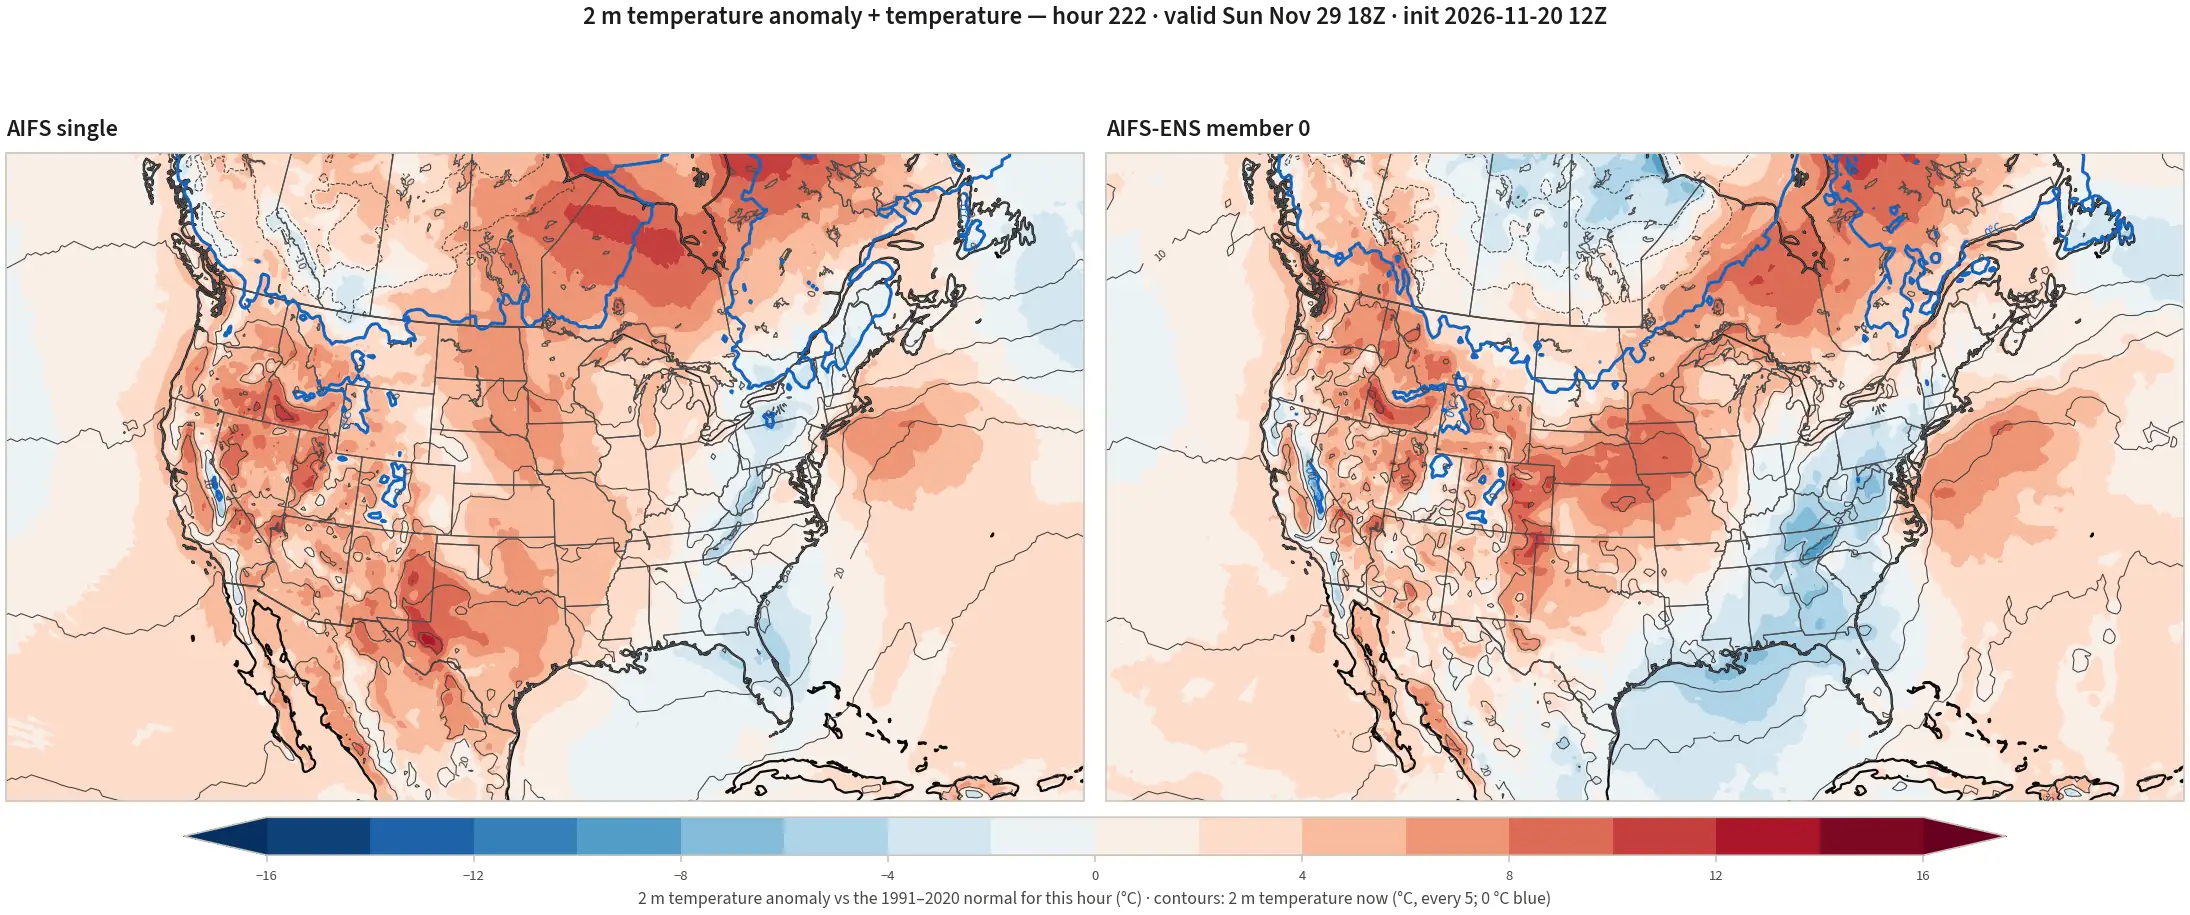 2 m temperature anomaly + temperature — hour 222 · valid Sun Nov 29 18Z · init 2026-11-20 12Z
AIFS single
AIFS-ENS member 0
−16 −12 −8 −4 0 4 8 12 16
2 m temperature anomaly vs the 1991–2020 normal for this hour (°C) · contours: 2 m temperature now (°C, every 5; 0 °C blue)